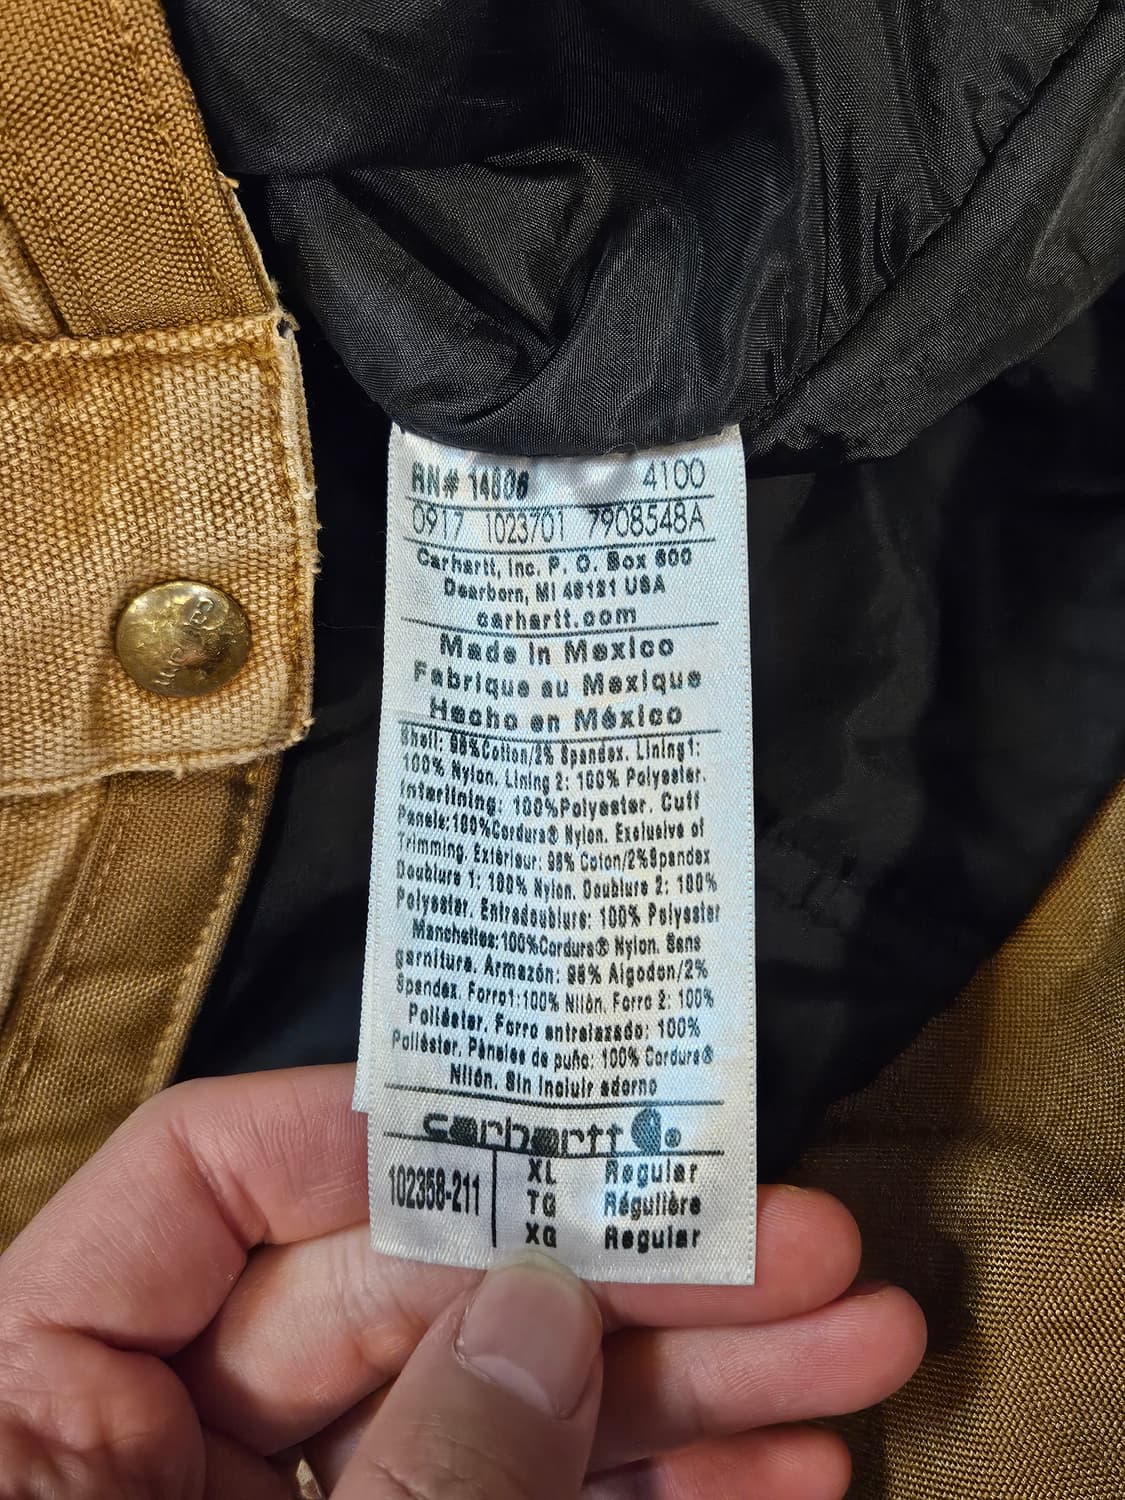 RN# 14806 4100
0917 1023701 7908548A
Carhartt, Inc. P. O. Box 600
Dearborn, MI 48121 USA
carhartt.com
Made in Mexico
Fabrique au Mexique
Hecho en México
Shell: 98%Cotton/2% Spandex. Lining1:
100% Nylon. Lining 2: 100% Polyester.
Interlining: 100%Polyester. Cuff
Panels:100%Cordura® Nylon. Exclusive of
Trimming. Extérieur: 98% Coton/2%Spandex
Doublure 1: 100% Nylon. Doublure 2: 100%
Polyester. Entredoublure: 100% Polyester
Manchettes:100%Cordura® Nylon. Sans
garniture. Armazón: 98% Algodon/2%
Spandex. Forro1:100% Nilón. Forro 2: 100%
Poliéster. Forro entrelazado: 100%
Poliéster. Páneles de puño: 100% Cordura®
Nilón. Sin incluir adorno
carhartt
102358-211 XL Regular
TG Régulière
XG Regular